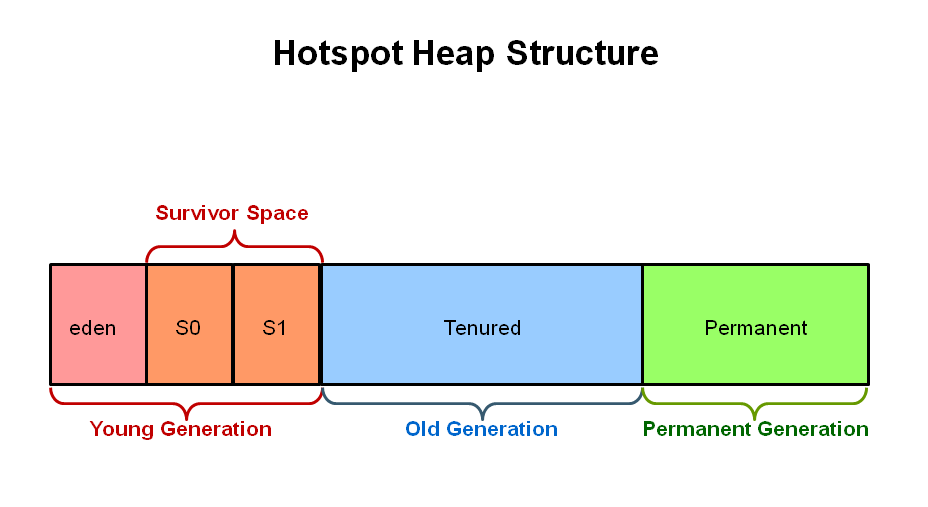 Hotspot Heap Structure
Survivor Space
eden
S0
S1
Tenured
Permanent
Young Generation
Old Generation
Permanent Generation